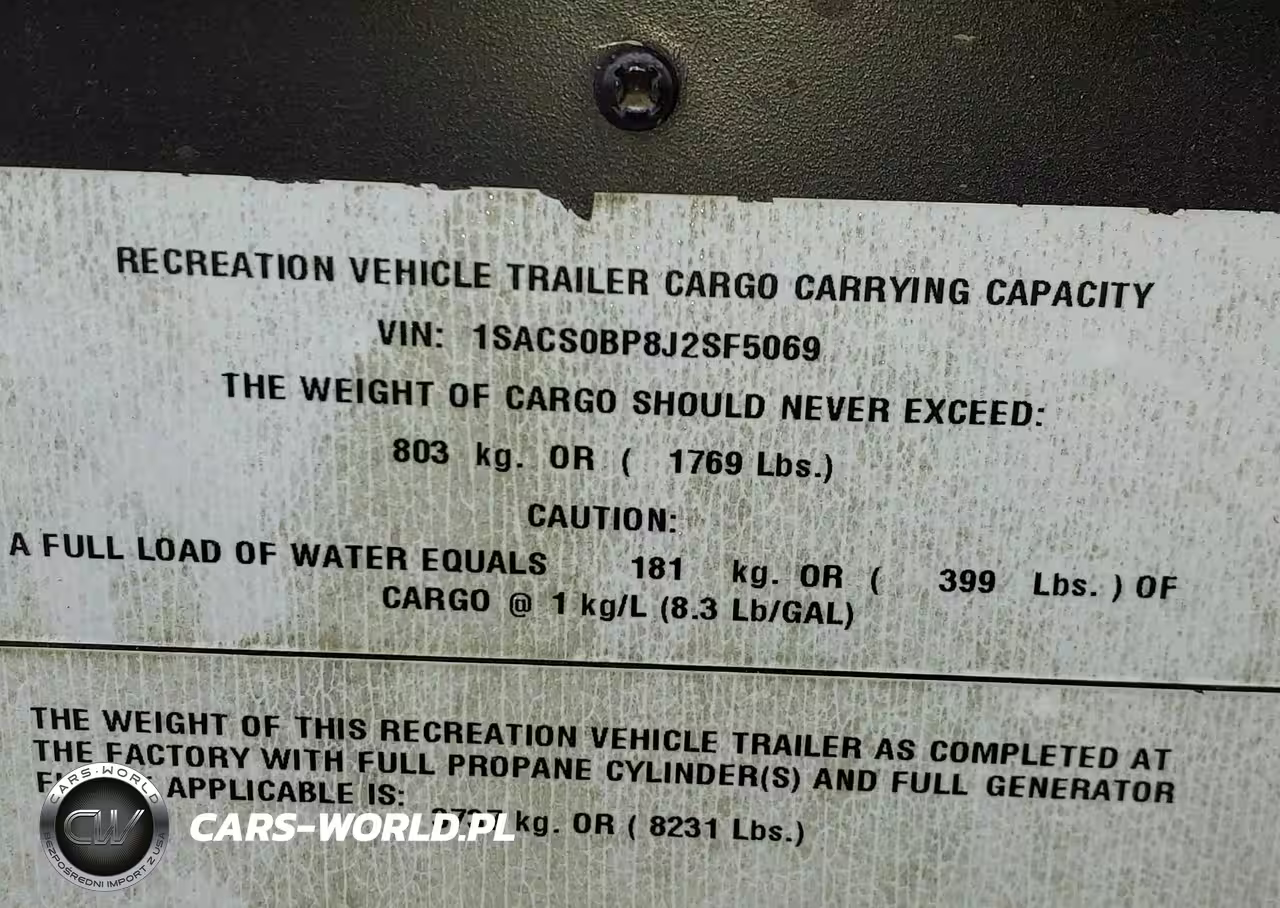 RECREATION VEHICLE TRAILER CARGO CARRYING CAPACITY
VIN: 1SACS0BP8J2SF5069
THE WEIGHT OF CARGO SHOULD NEVER EXCEED:
803 kg. OR ( 1769 Lbs.)
CAUTION:
A FULL LOAD OF WATER EQUALS 181 kg. OR ( 399 Lbs. ) OF
CARGO @ 1 kg/L (8.3 Lb/GAL)
THE WEIGHT OF THIS RECREATION VEHICLE TRAILER AS COMPLETED AT
THE FACTORY WITH FULL PROPANE CYLINDER(S) AND FULL GENERATOR
APPLICABLE IS:
kg. OR ( 8231 Lbs.)
CARS-WORLD.PL
CARS-WORLD
CW
BEZPOŚREDNI IMPORT Z USA